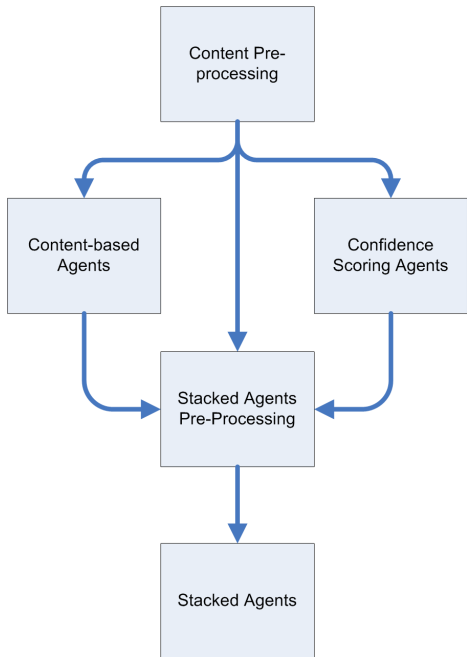 Content Pre-
processing
Content-based
Agents
Confidence
Scoring Agents
Stacked Agents
Pre-Processing
Stacked Agents